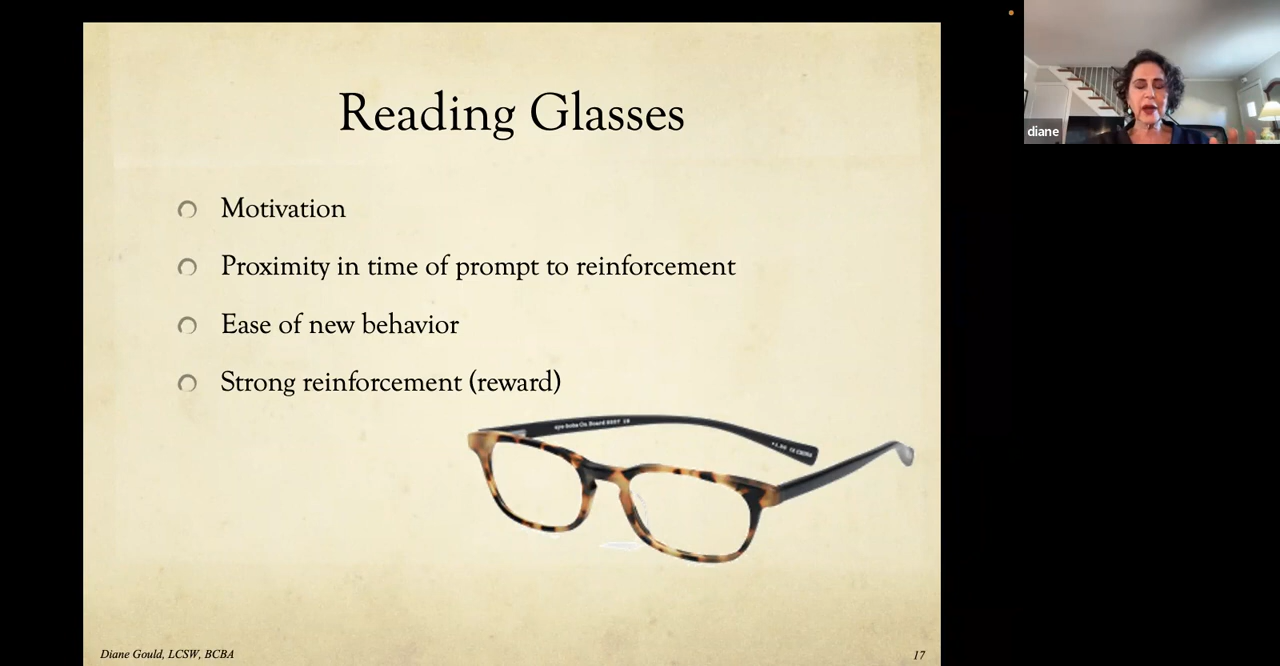 Reading Glasses
Motivation
Proximity in time of prompt to reinforcement
Ease of new behavior
Strong reinforcement (reward)
Diane Gould, LCSW, BCBA
17
diane